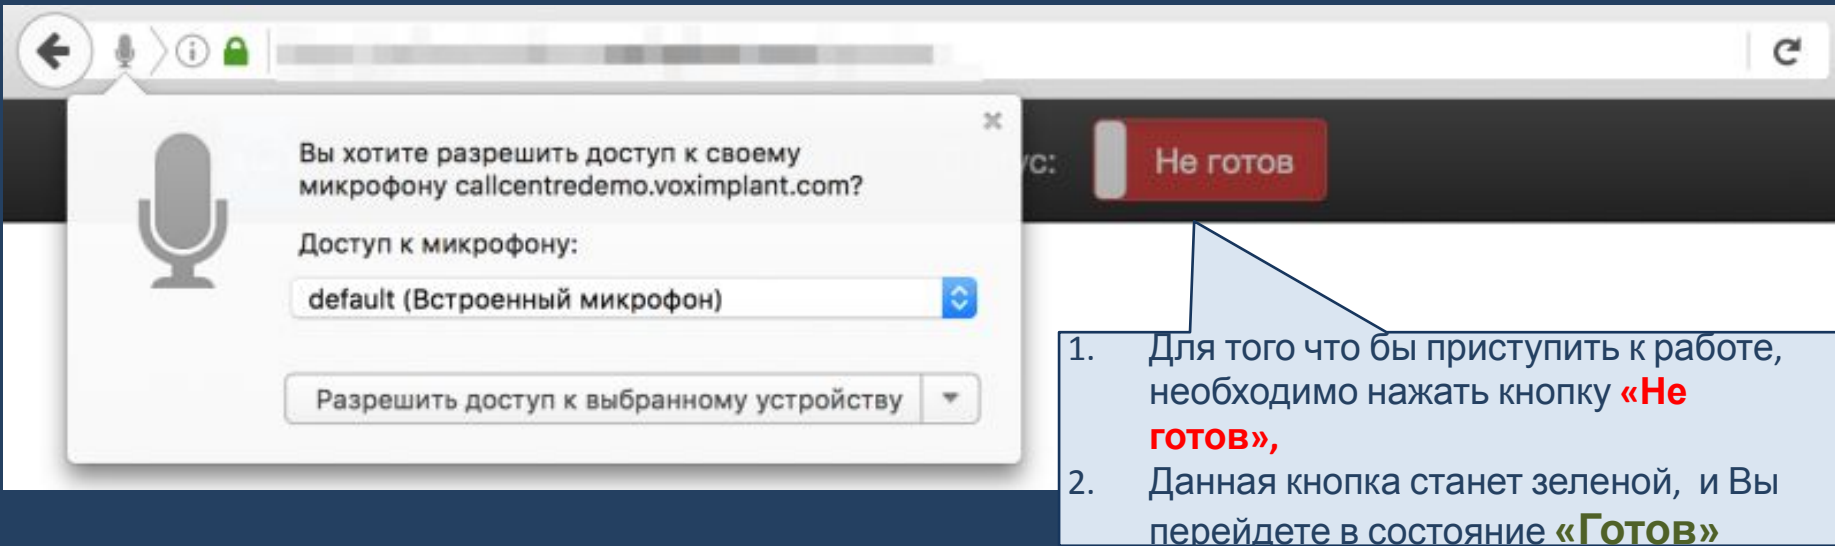 Вы хотите разрешить доступ к своему
микрофону callcentredemo.voximplant.com?
Доступ к микрофону:
default (Встроенный микрофон)
Разрешить доступ к выбранному устройству
ус:
Не готов
1. Для того что бы приступить к работе,
необходимо нажать кнопку «Не
готов»,
2. Данная кнопка станет зеленой, и Вы
перейдете в состояние «Готов»